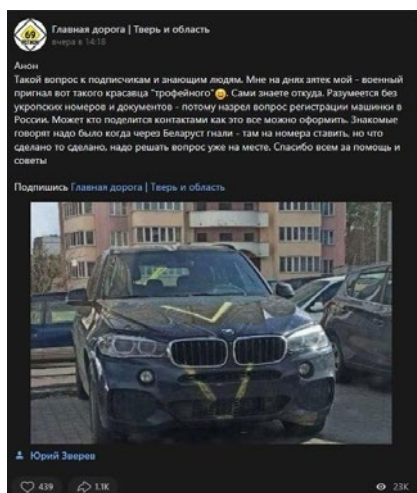 69
РЕГИОН
Главная дорога | Тверь и область
вчера в 14:18
Анон
Такой вопрос к подписчикам и знающим людям. Мне на днях зятек мой - военный
пригнал вот такого красавца "трофейного"😄. Сами знаете откуда. Разумеется без
укропских номеров и документов - потому назрел вопрос регистрации машинки в
России. Может кто поделится контактами как это все можно оформить. Знакомые
говорят надо было когда через Беларуст гнали - там на номера ставить, но что
сделано то сделано, надо решать вопрос уже на месте. Спасибо всем за помощь и
советы
Подпишись Главная дорога | Тверь и область
Юрий Зверев
439 1.1K 23K